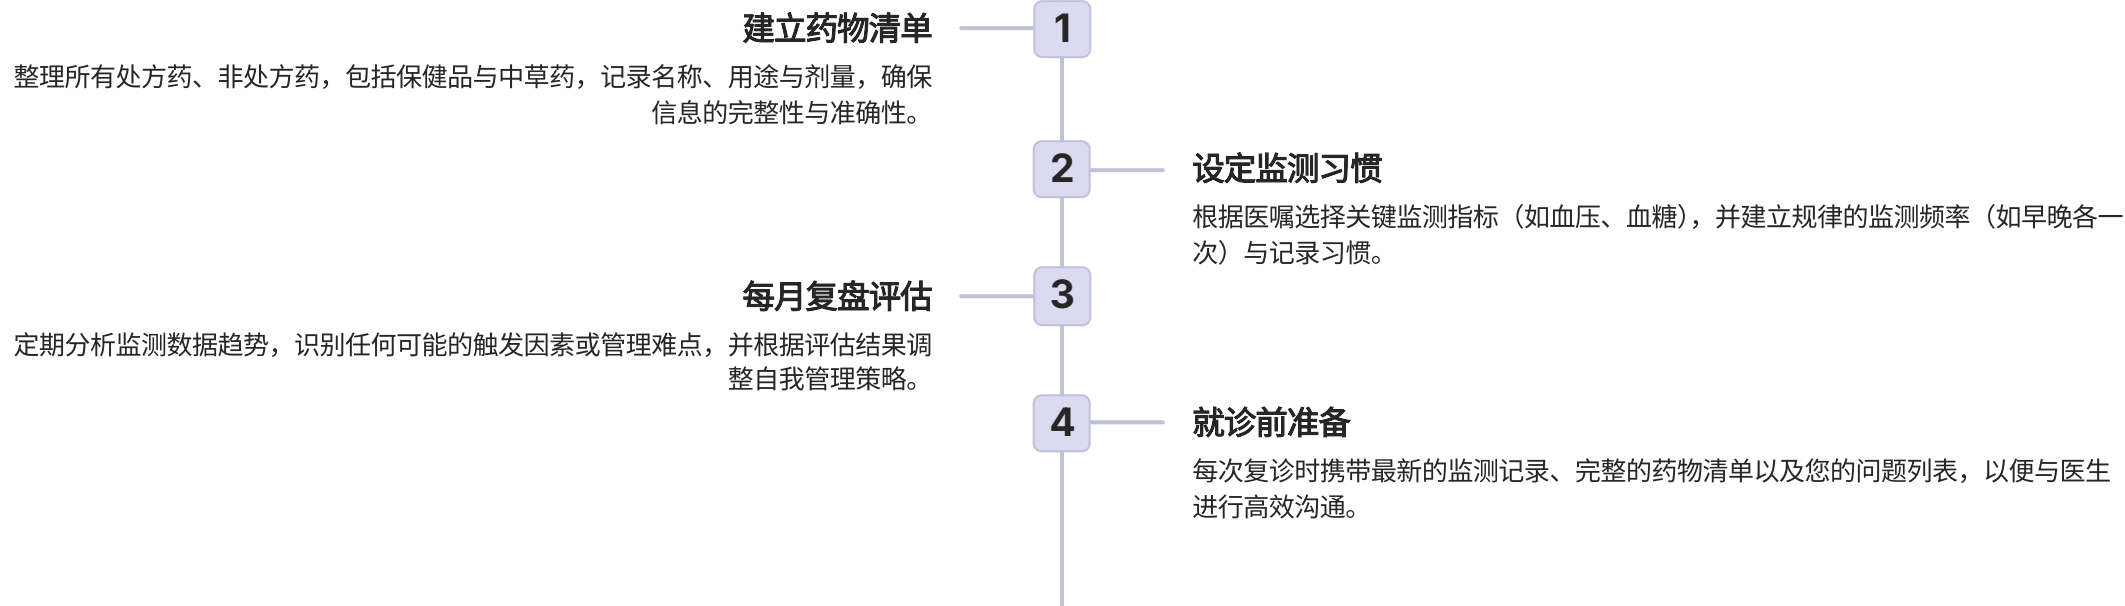 建立药物清单
1
整理所有处方药、非处方药，包括保健品与中草药，记录名称、用途与剂量，确保
信息的完整性与准确性。
2
设定监测习惯
根据医嘱选择关键监测指标（如血压、血糖），并建立规律的监测频率（如早晚各一
次）与记录习惯。
每月复盘评估
3
定期分析监测数据趋势，识别任何可能的触发因素或管理难点，并根据评估结果调
整自我管理策略。
4
就诊前准备
每次复诊时携带最新的监测记录、完整的药物清单以及您的问题列表，以便与医生
进行高效沟通。